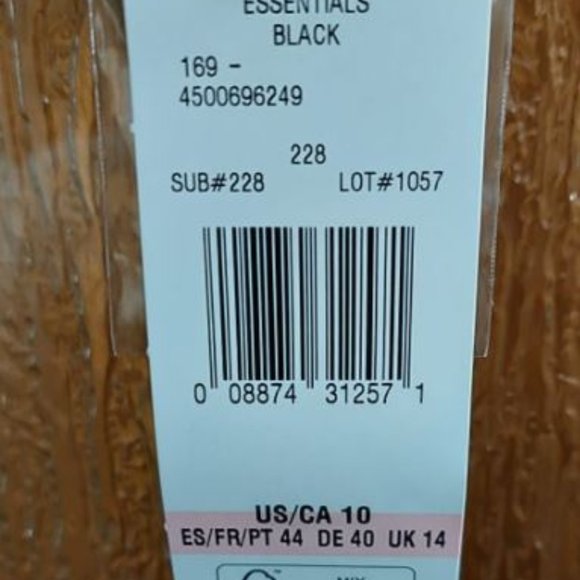 ESSENTIALS
BLACK
169 -
4500696249
228
SUB#228 LOT#1057
0 08874 31257 1
US/CA 10
ES/FR/PT 44 DE 40 UK 14
™